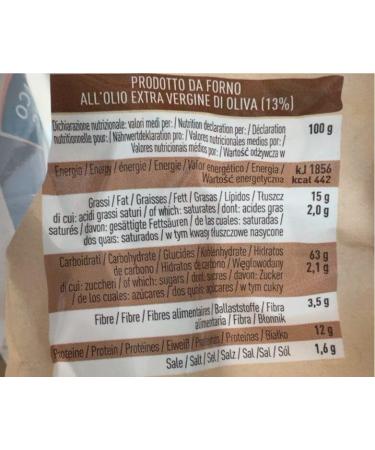 PRODOTTO DA FORNO
ALL'OLIO EXTRA VERGINE DI OLIVA (13%)
Dichiarazione nutrizionale: valori medi per: / Nutrition declaration per: / Déclaration
nutritionnelle pour: / Nährwertdeklaration pro: / Valores nutricionales medios por: /
Valores nutricionais médios por: / Wartość odżywcza w
100 g
Energia / Energy / énergie / Energie / Valor energético / Energia /
Wartość energetyczna
kJ 1856
kcal 442
Grassi / Fat / Graisses / Fett / Grasas / Lípidos / Tłuszcz
15 g
di cui: acidi grassi saturi / of which: saturates / dont: acides gras
2,0 g
saturés / davon: gesättigte Fettsäuren / de las cuales: saturadas /
dos quais: saturados / w tym kwasy tłuszczowe nasycone
Carboidrati / Carbohydrate / Glucides / Kohlenhydrate / Hidratos
63 g
de carbono / Hidratos de carbono / Węglowodany
2,1 g
di cui: zuccheri / of which: sugars / dont: sucres / davon: Zucker
/ de los cuales: azúcares / dos quais açúcares / w tym cukry
Fibre / Fibre / Fibres alimentaires / Ballaststoffe / Fibra
alimentaria / Fibra / Błonnik
3,5 g
Proteine / Protein / Protéines / Eiweiß / Proteínas / Proteínas / Białko
12 g
Sale / Salt / Sel / Salz / Sal / Sal / Sól
1,6 g